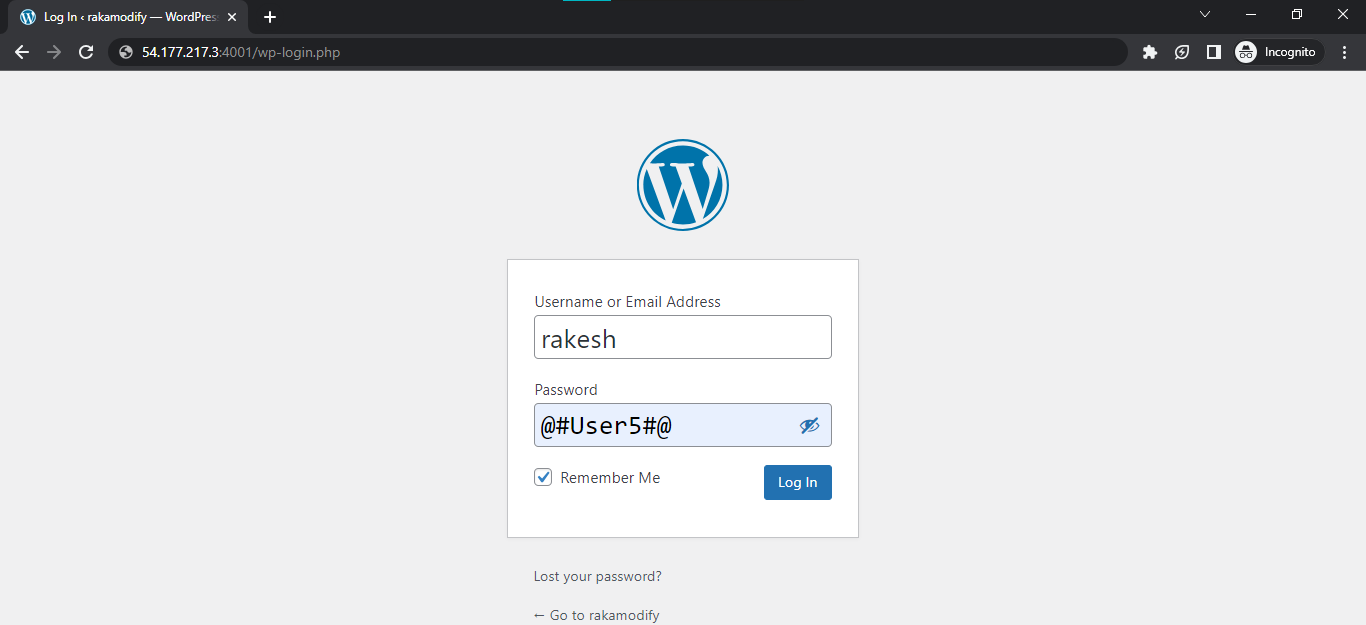 Log In ‹ rakamodify — WordPres
54.177.217.3:4001/wp-login.php
Incognito
Username or Email Address
rakesh
Password
@#User5#@
Remember Me
Log In
Lost your password?
← Go to rakamodify